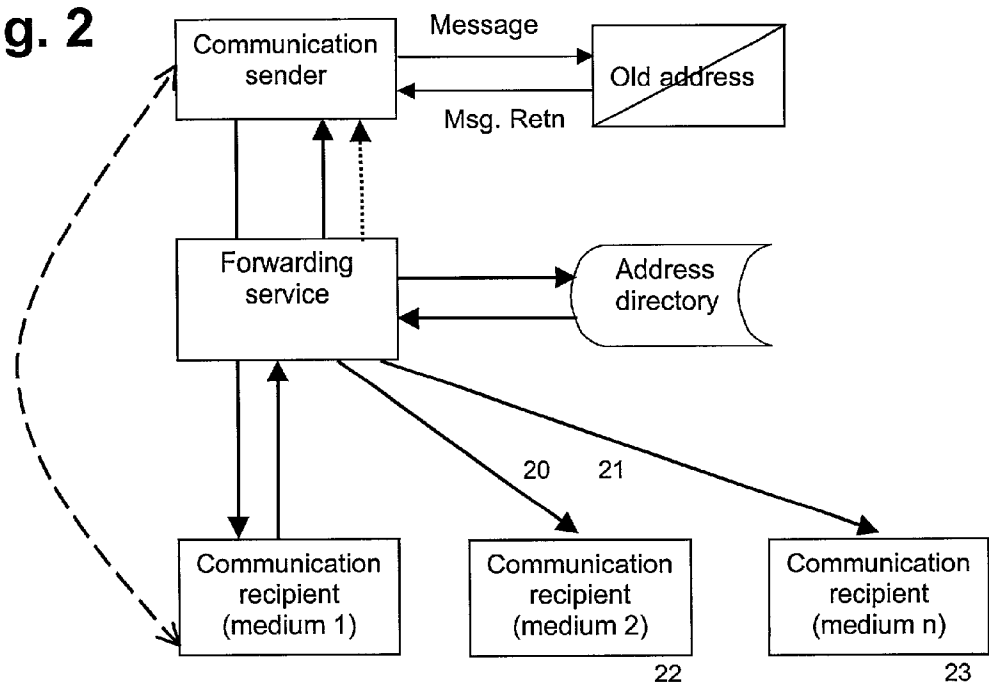 g. 2
Communication
sender
Message
Msg. Retn
Old address
Forwarding
service
Address
directory
20 21
Communication
recipient
(medium 1)
Communication
recipient
(medium 2)
22
Communication
recipient
(medium n)
23